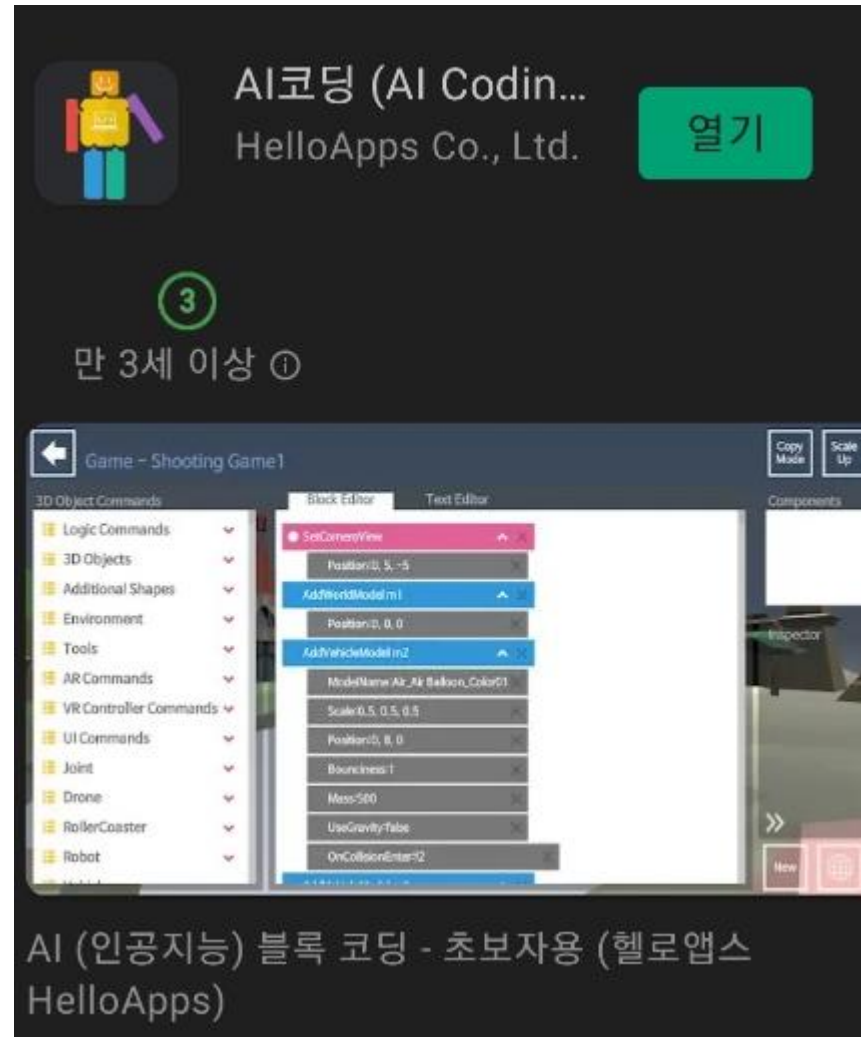 AI코딩 (AI Codin...
HelloApps Co., Ltd.
열기
3
만 3세 이상
Game - Shooting Game1
Copy
Mode
Scale
Up
3D Object Commands
Block Editor
Text Editor
Components
Logic Commands
3D Objects
Additional Shapes
Environment
Tools
AR Commands
VR Controller Commands
UI Commands
Joint
Drone
RollerCoaster
Robot
SetCameraView
Position:0, 5, -5
AddWorldModel m1
Position:0, 0, 0
AddVehicleModel m2
ModelName:Air_Air Balloon_Color01
Scale:0.5, 0.5, 0.5
Position:0, 8, 0
Bounciness:1
Mass:500
UseGravity:false
OnCollisionEnter:f2
Inspector
New
AI (인공지능) 블록 코딩 - 초보자용 (헬로앱스
HelloApps)